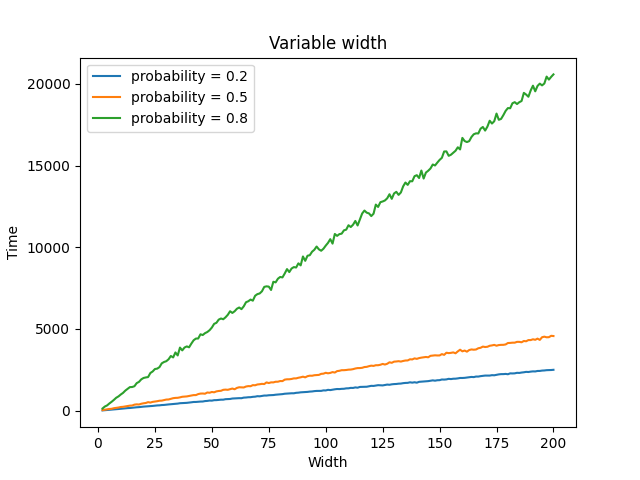 Variable width
probability = 0.2
probability = 0.5
probability = 0.8
Time
20000
15000
10000
5000
0
0 25 50 75 100 125 150 175 200
Width